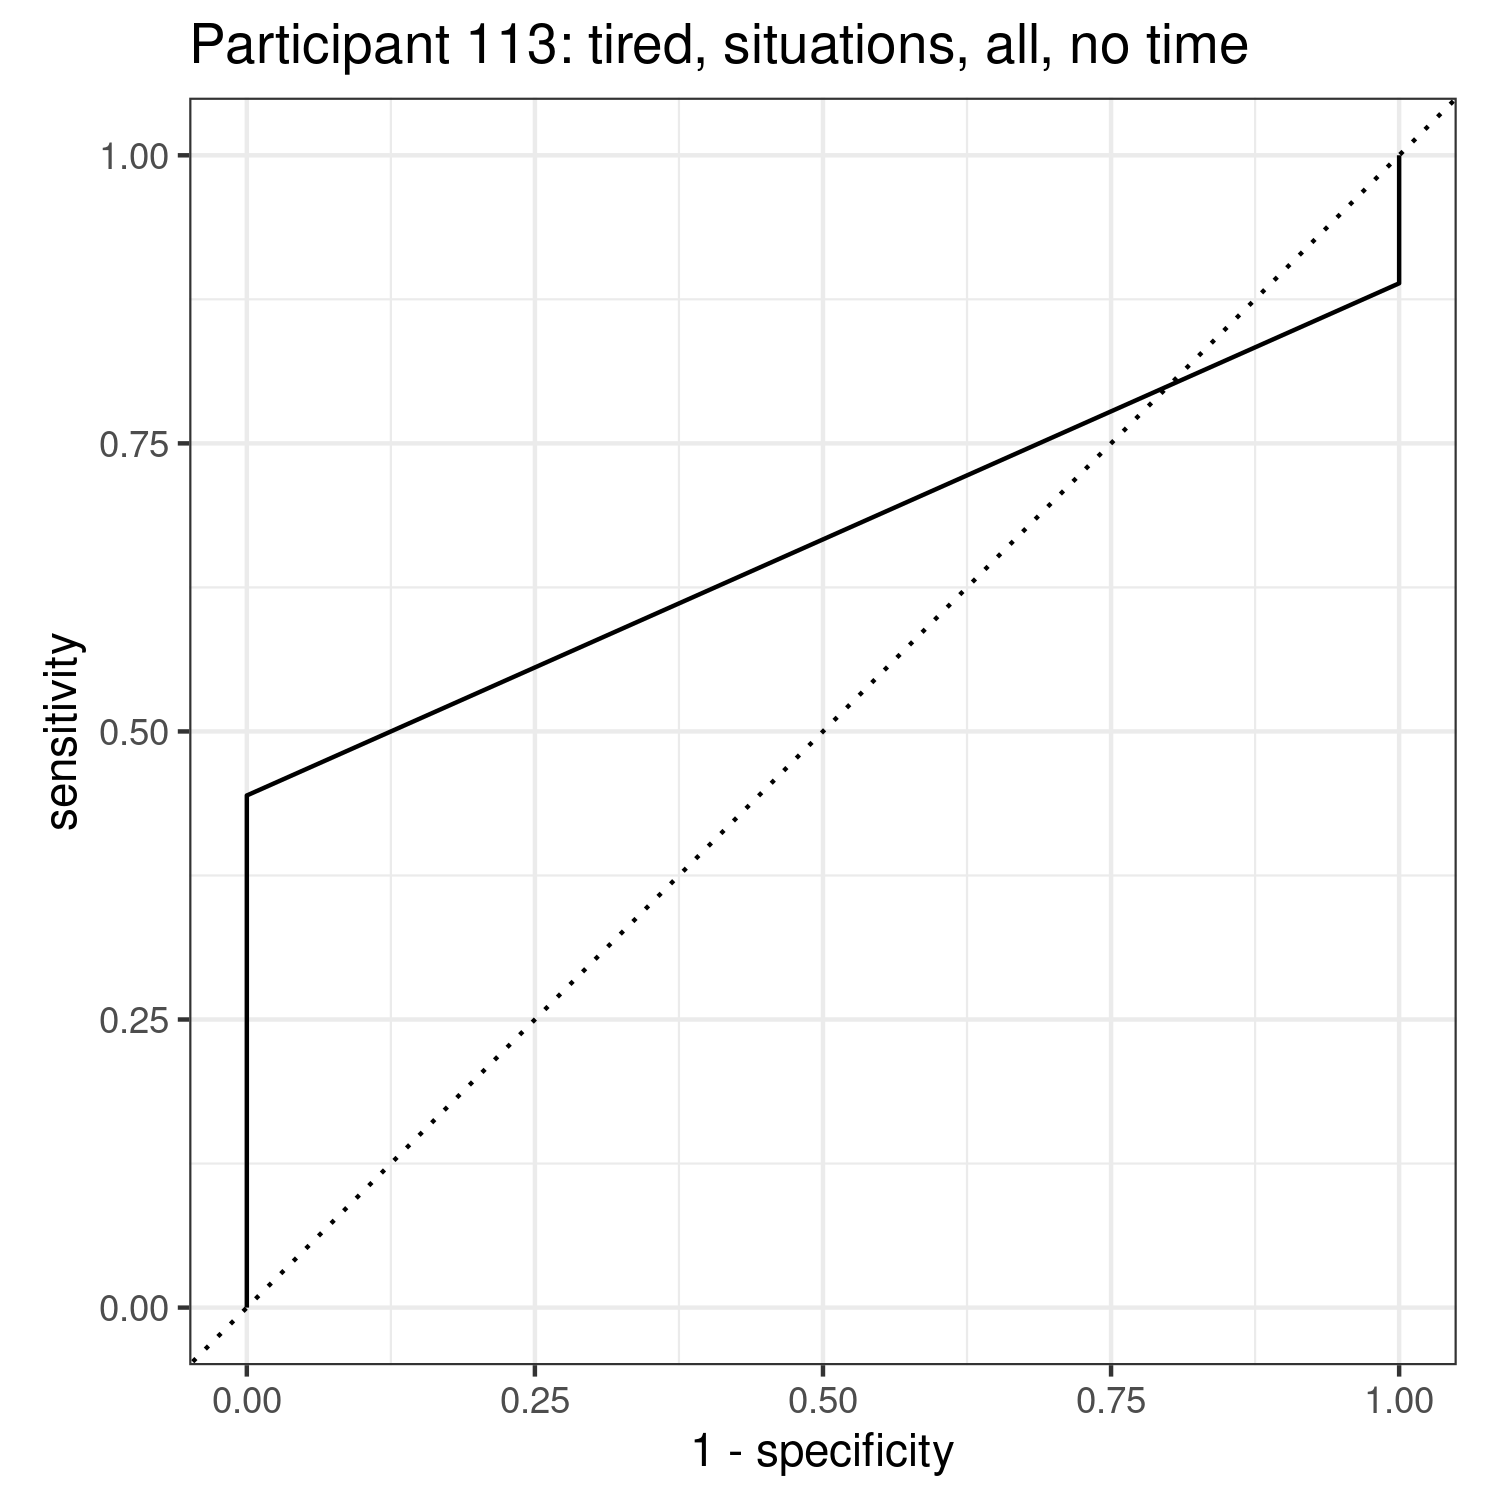 Participant 113: tired, situations, all, no time
1.00
0.75
0.50
0.25
0.00
sensitivity
0.00 0.25 0.50 0.75 1.00
1 - specificity